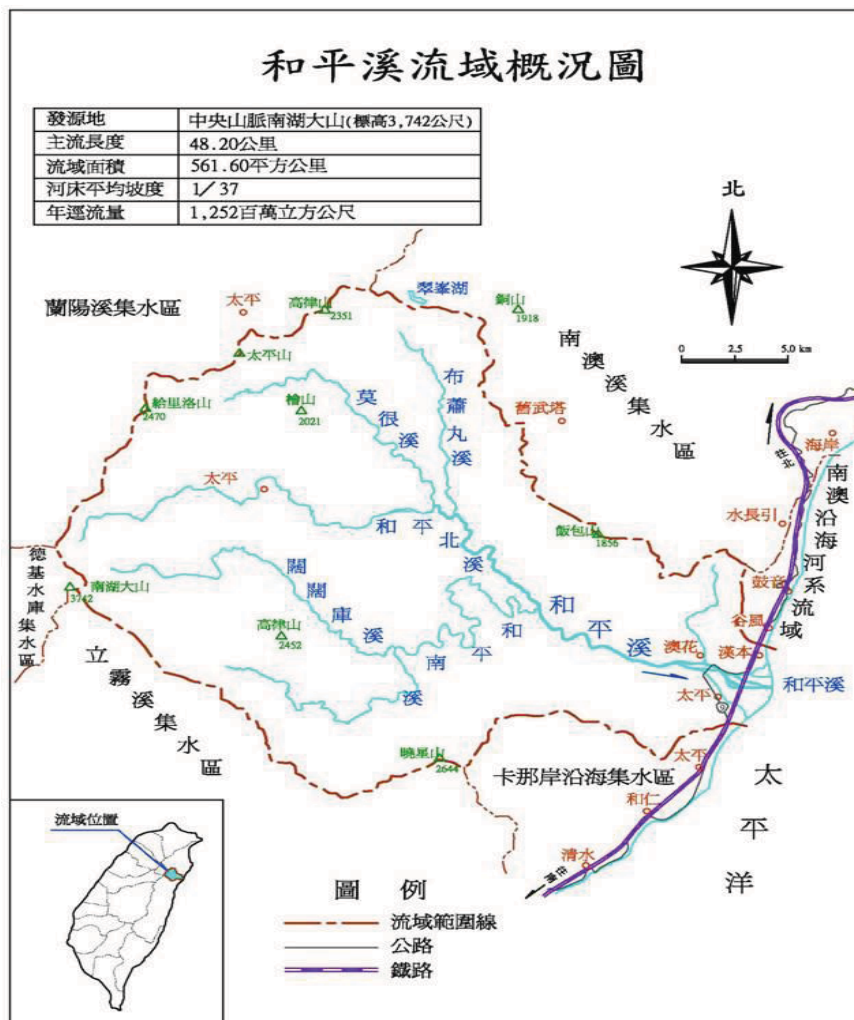 和平溪流域概況圖
發源地 中央山脈南湖大山(標高3,742公尺)
主流長度 48.20公里
流域面積 561.60平方公里
河床平均坡度 1/37
年逕流量 1,252百萬立方公尺
北
0 2.5 5.0 km
蘭陽溪集水區
太平
高律山
2351
翠峯湖
銅山
1918
南澳溪集水區
太平山
給里洛山
2470
檜山
2021
莫很溪
布蕭丸溪
舊武塔
往北
海岸
南澳沿海河系流域
太平
和平北溪
水長引
飯包山
1856
德基水庫集水區
南湖大山
3742
闊闊庫溪
鼓音
谷風
高律山
2452
和平南溪
和平溪
澳花
漢本
立霧溪集水區
太平
和平溪
曉星山
2644
卡那岸沿海集水區
太平
太平洋
和仁
清水
往南
流域位置
圖例
流域範圍線
公路
鐵路